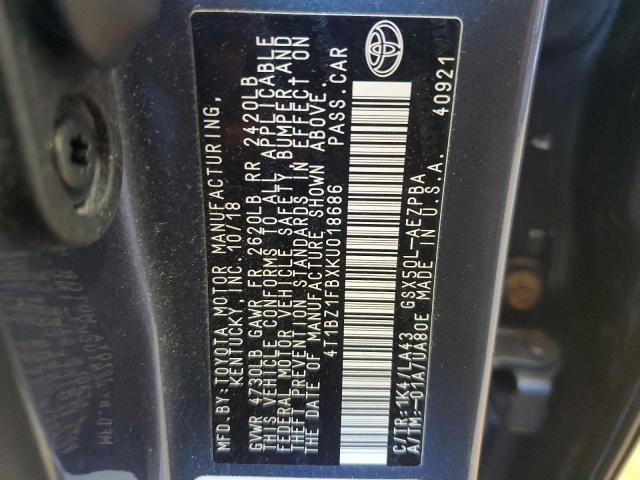 MFD. BY: TOYOTA MOTOR MANUFACTURING,
KENTUCKY, INC. 10/18
GVWR 4730LB GAWR FR 2620LB RR 2420LB
THIS VEHICLE CONFORMS TO ALL APPLICABLE
FEDERAL MOTOR VEHICLE SAFETY, BUMPER, AND
THEFT PREVENTION STANDARDS IN EFFECT ON
THE DATE OF MANUFACTURE SHOWN ABOVE.
4T1BZ1FBXKU018686 PASS. CAR
C/TR: 1K4/LA43 GSX50L-AEZPBA
A/TM: -01A/UA80E U.S.A. 40921